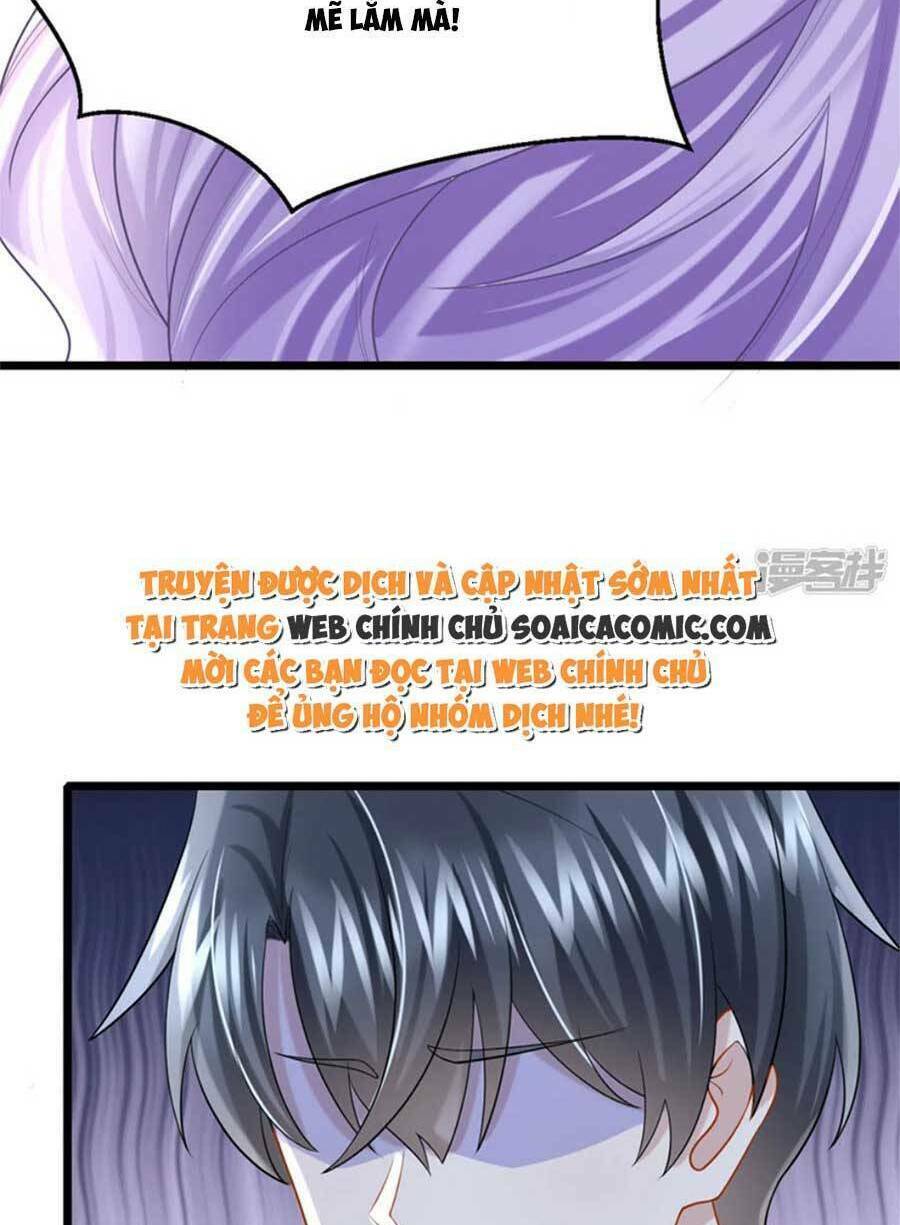 MẼ LẮM MÀ!
漫客栈
TRUYỆN ĐƯỢC DỊCH VÀ CẬP NHẬT SỚM NHẤT
TẠI TRANG WEB CHÍNH CHỦ SOAICACOMIC.COM
MỜI CÁC BẠN ĐỌC TẠI WEB CHÍNH CHỦ
ĐỂ ỦNG HỘ NHÓM DỊCH NHÉ!